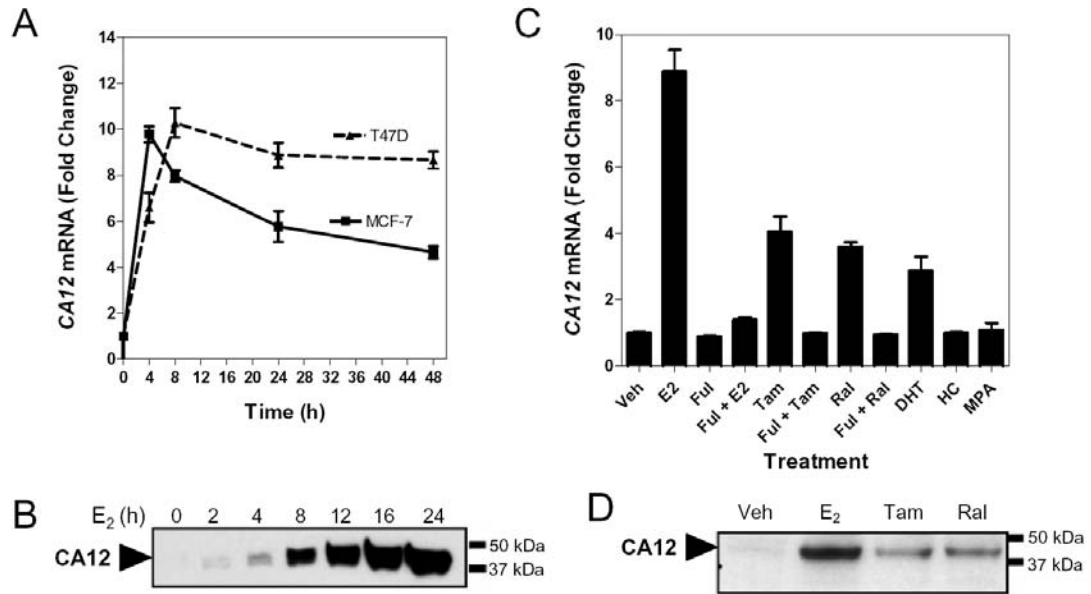 A
CA12 mRNA (Fold Change)
14
12
10
8
6
4
2
0
T47D
MCF-7
0 4 8 12 16 20 24 28 32 36 40 44 48
Time (h)
C
CA12 mRNA (Fold Change)
10
8
6
4
2
0
Veh
E2
Ful
Ful + E2
Tam
Ful + Tam
Ral
Ful + Ral
DHT
HC
MPA
Treatment
B
E2 (h) 0 2 4 8 12 16 24
CA12
50 kDa
37 kDa
D
Veh E2 Tam Ral
CA12
50 kDa
37 kDa